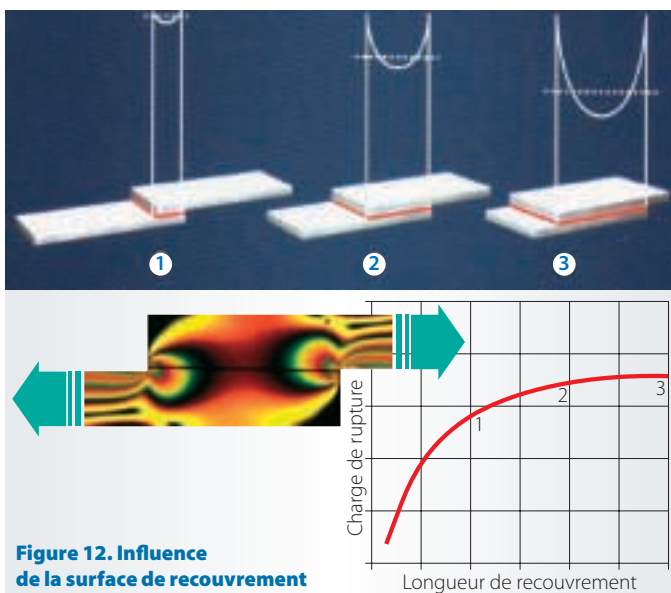 1
2
3
Charge de rupture
1
2
3
Longueur de recouvrement
Figure 12. Influence
de la surface de recouvrement